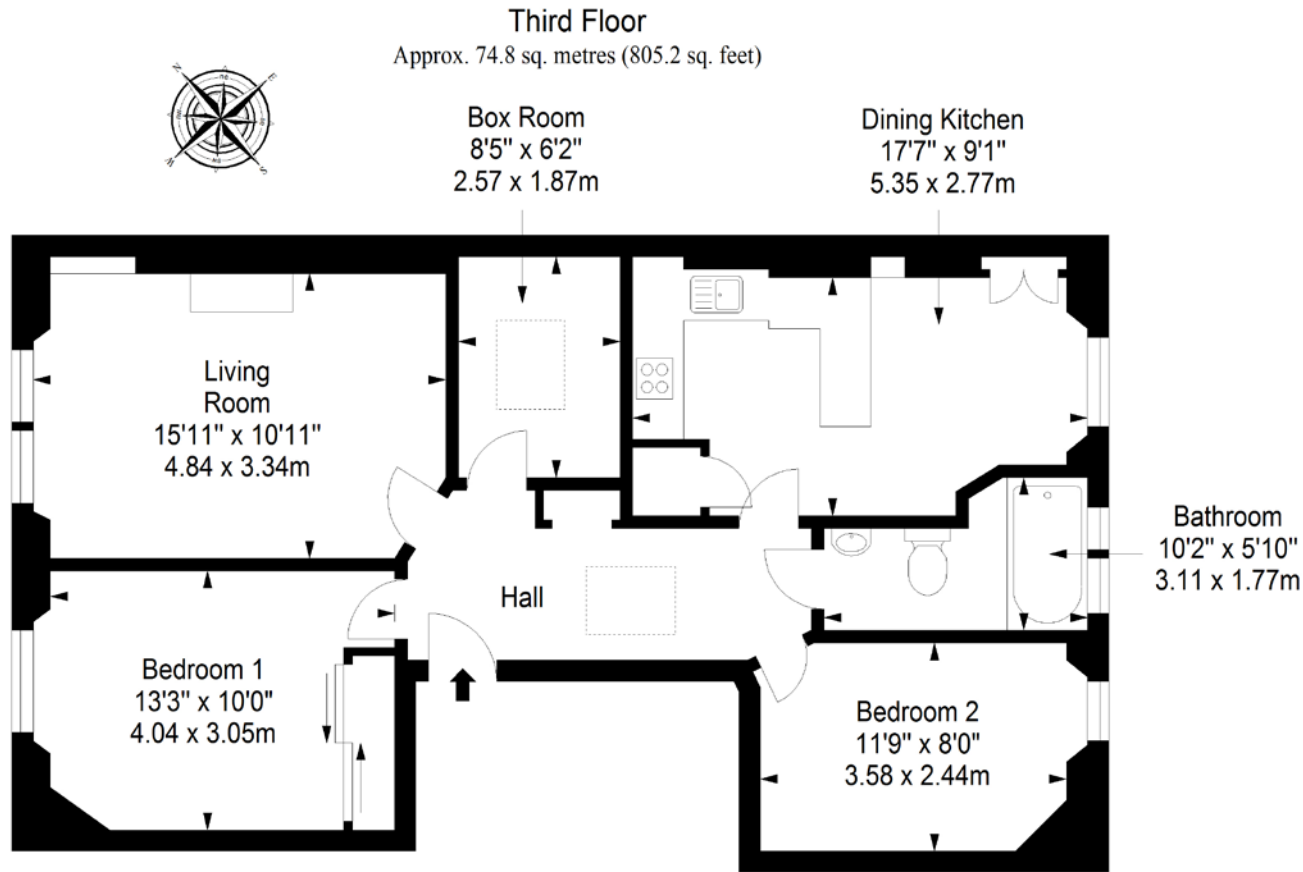 Third Floor
Approx. 74.8 sq. metres (805.2 sq. feet)
N
E
W
S
Box Room
8'5" x 6'2"
2.57 x 1.87m
Dining Kitchen
17'7" x 9'1"
5.35 x 2.77m
Living
Room
15'11" x 10'11"
4.84 x 3.34m
Bathroom
10'2" x 5'10"
3.11 x 1.77m
Hall
Bedroom 1
13'3" x 10'0"
4.04 x 3.05m
Bedroom 2
11'9" x 8'0"
3.58 x 2.44m